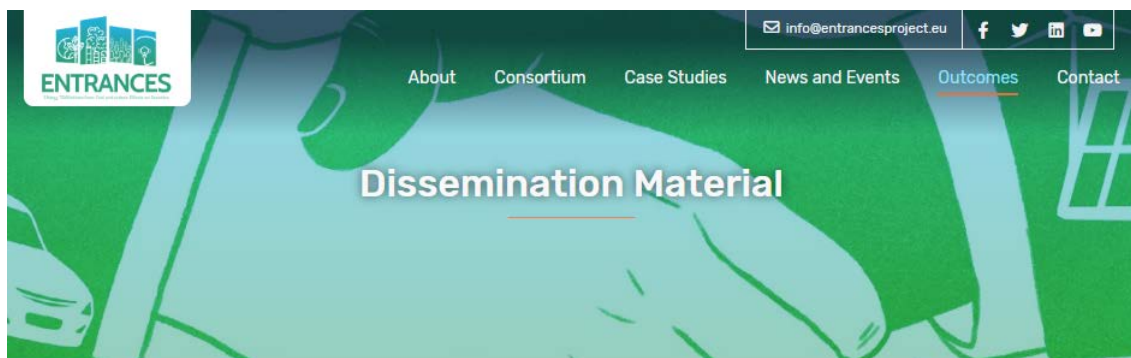 info@entrancesproject.eu
ENTRANCES
About Consortium Case Studies News and Events Outcomes Contact
Dissemination Material